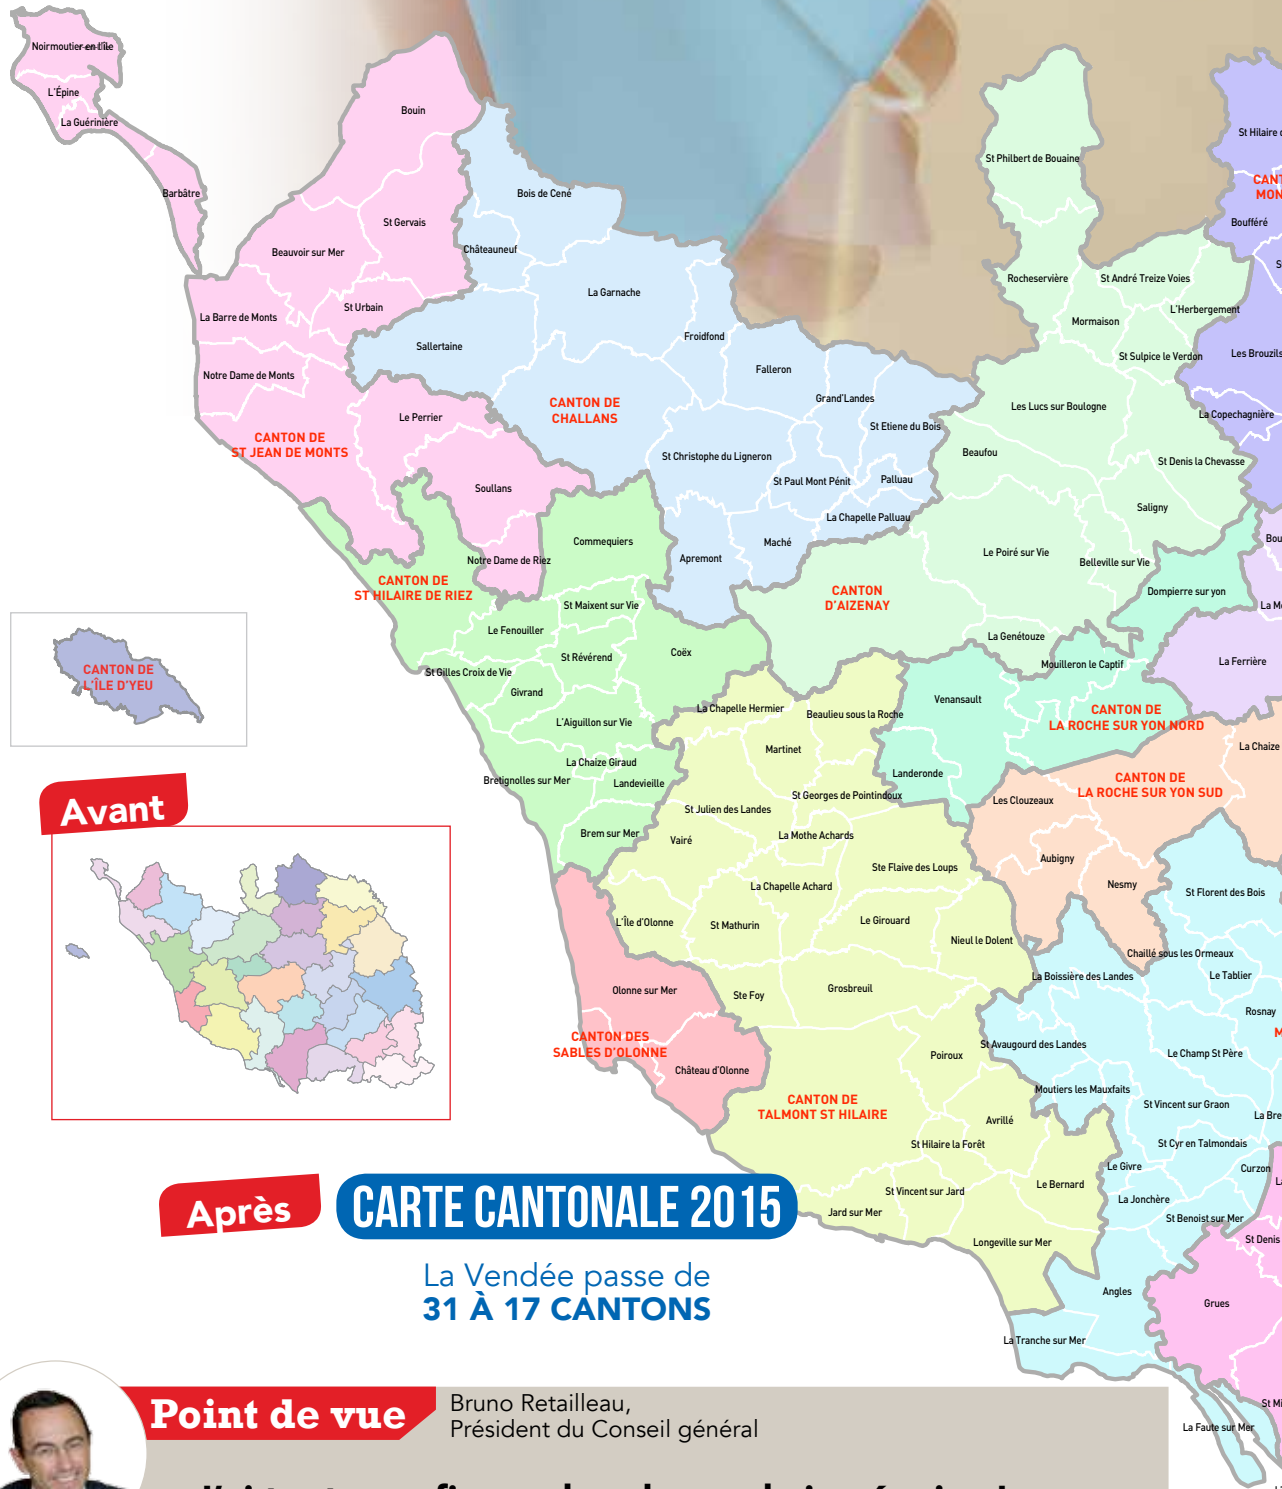 Noirmoutier en l'île
L'Épine
La Guérinière
Barbâtre
Bouin
Bois de Cené
St Gervais
Châteauneuf
Beauvoir sur Mer
La Garnache
St Urbain
La Barre de Monts
Sallertaine
Froidfond
Notre Dame de Monts
Falleron
Grand'Landes
CANTON DE
CHALLANS
Le Perrier
St Etiene du Bois
CANTON DE
ST JEAN DE MONTS
St Christophe du Ligneron
St Paul Mont Pénit
Palluau
Soullans
La Chapelle Palluau
Commequiers
Maché
Apremont
Notre Dame de Riez
CANTON DE
ST HILAIRE DE RIEZ
St Philbert de Bouaine
Rocheservière
St André Treize Voies
L'Herbergement
Mormaison
St Sulpice le Verdon
Les Lucs sur Boulogne
Beaufou
St Denis la Chevasse
Saligny
Le Poiré sur Vie
Belleville sur Vie
CANTON
D'AIZENAY
La Genétouze
St Hilaire
CANT
MON
Boufféré
Les Brouzils
La Copechagnière
Bou
La Me
Dompierre sur yon
La Ferrière
Mouilleron le Captif
Venansault
CANTON DE
LA ROCHE SUR YON NORD
Landeronde
La Chaize
CANTON DE
LA ROCHE SUR YON SUD
Les Clouzeaux
Aubigny
Nesmy
St Maixent sur Vie
Le Fenouiller
St Révérend
Coëx
St Gilles Croix de Vie
Givrand
L'Aiguillon sur Vie
La Chaize Giraud
Bretignolles sur Mer
Landevieille
Brem sur Mer
La Chapelle Hermier
Beaulieu sous la Roche
Martinet
St Georges de Pointindoux
St Julien des Landes
Vairé
La Mothe Achards
Ste Flaive des Loups
La Chapelle Achard
L'Île d'Olonne
St Mathurin
Le Girouard
Nieul le Dolent
Grosbreuil
Ste Foy
Olonne sur Mer
CANTON DES
SABLES D'OLONNE
Château d'Olonne
Poiroux
CANTON DE
TALMONT ST HILAIRE
Avrillé
St Hilaire la Forêt
Le Bernard
St Vincent sur Jard
Jard sur Mer
Longeville sur Mer
St Florent des Bois
Chaillé sous les Ormeaux
La Boissière des Landes
Le Tablier
Rosnay
M
St Avaugourd des Landes
Le Champ St Père
Moutiers les Mauxfaits
St Vincent sur Graon
La Bre
St Cyr en Talmondais
Le Givre
Curzon
La Jonchère
St Benoist sur Mer
St Denis
Angles
Grues
La Tranche sur Mer
St Mi
La Faute sur Mer
CANTON DE
L'ÎLE D'YEU
Avant
Après
CARTE CANTONALE 2015
La Vendée passe de
31 À 17 CANTONS
Point de vue
Bruno Retailleau,
Président du Conseil général